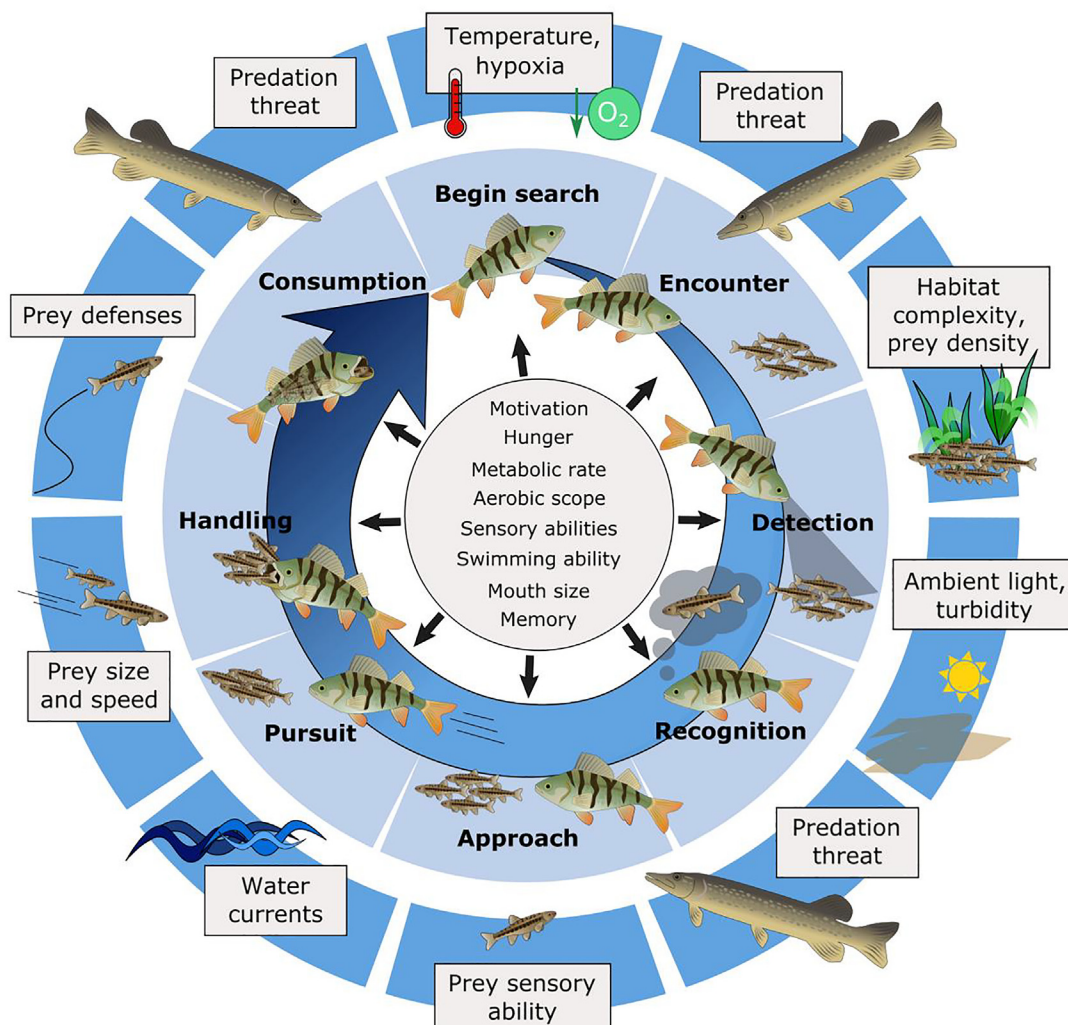 Temperature,
hypoxia
O₂
Predation
threat
Predation
threat
Begin search
Consumption
Encounter
Prey defenses
Habitat
complexity,
prey density
Motivation
Hunger
Metabolic rate
Aerobic scope
Sensory abilities
Swimming ability
Mouth size
Memory
Handling
Detection
Ambient light,
turbidity
Prey size
and speed
Pursuit
Recognition
Approach
Predation
threat
Water
currents
Prey sensory
ability